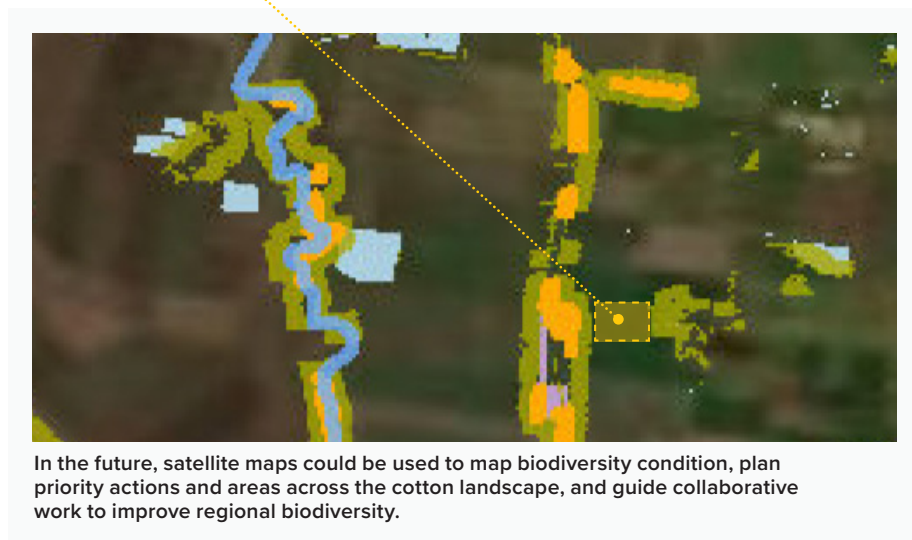 In the future, satellite maps could be used to map biodiversity condition, plan
priority actions and areas across the cotton landscape, and guide collaborative
work to improve regional biodiversity.